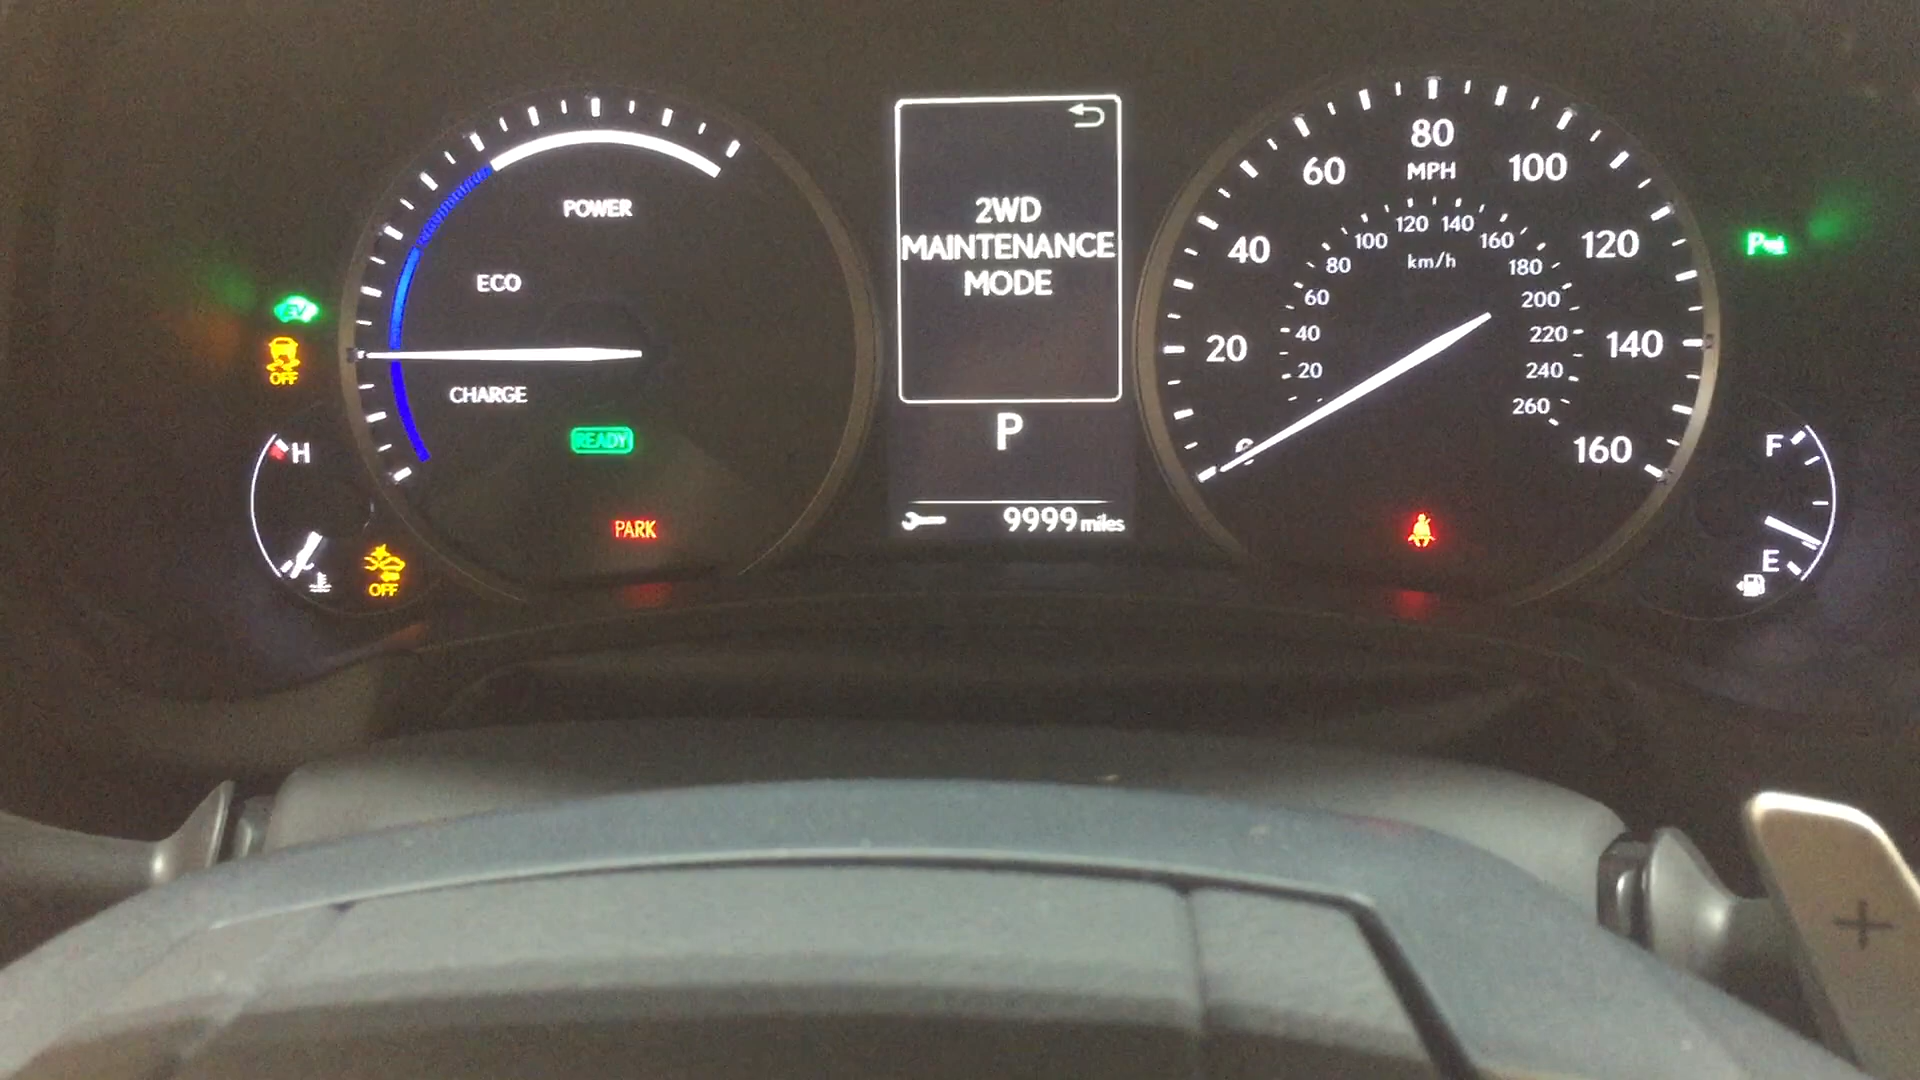 POWER
ECO
CHARGE
READY
PARK
EV
OFF
H
OFF
2WD
MAINTENANCE
MODE
P
9999 miles
80
MPH
60
100
40
120
20
140
0
160
120 140
100
160
80
km/h
180
60
200
40
220
20
240
260
F
E
+